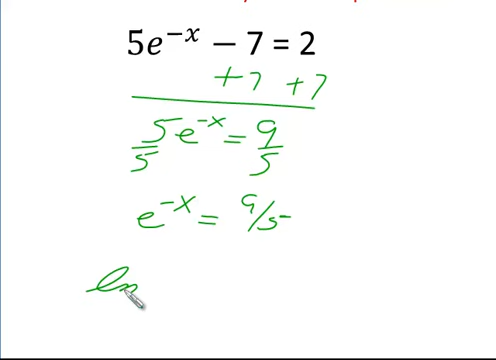 5e^{-x} − 7 = 2
+7 +7
5e^{-x}/5 = 9/5
e^{-x} = 9/5
ln